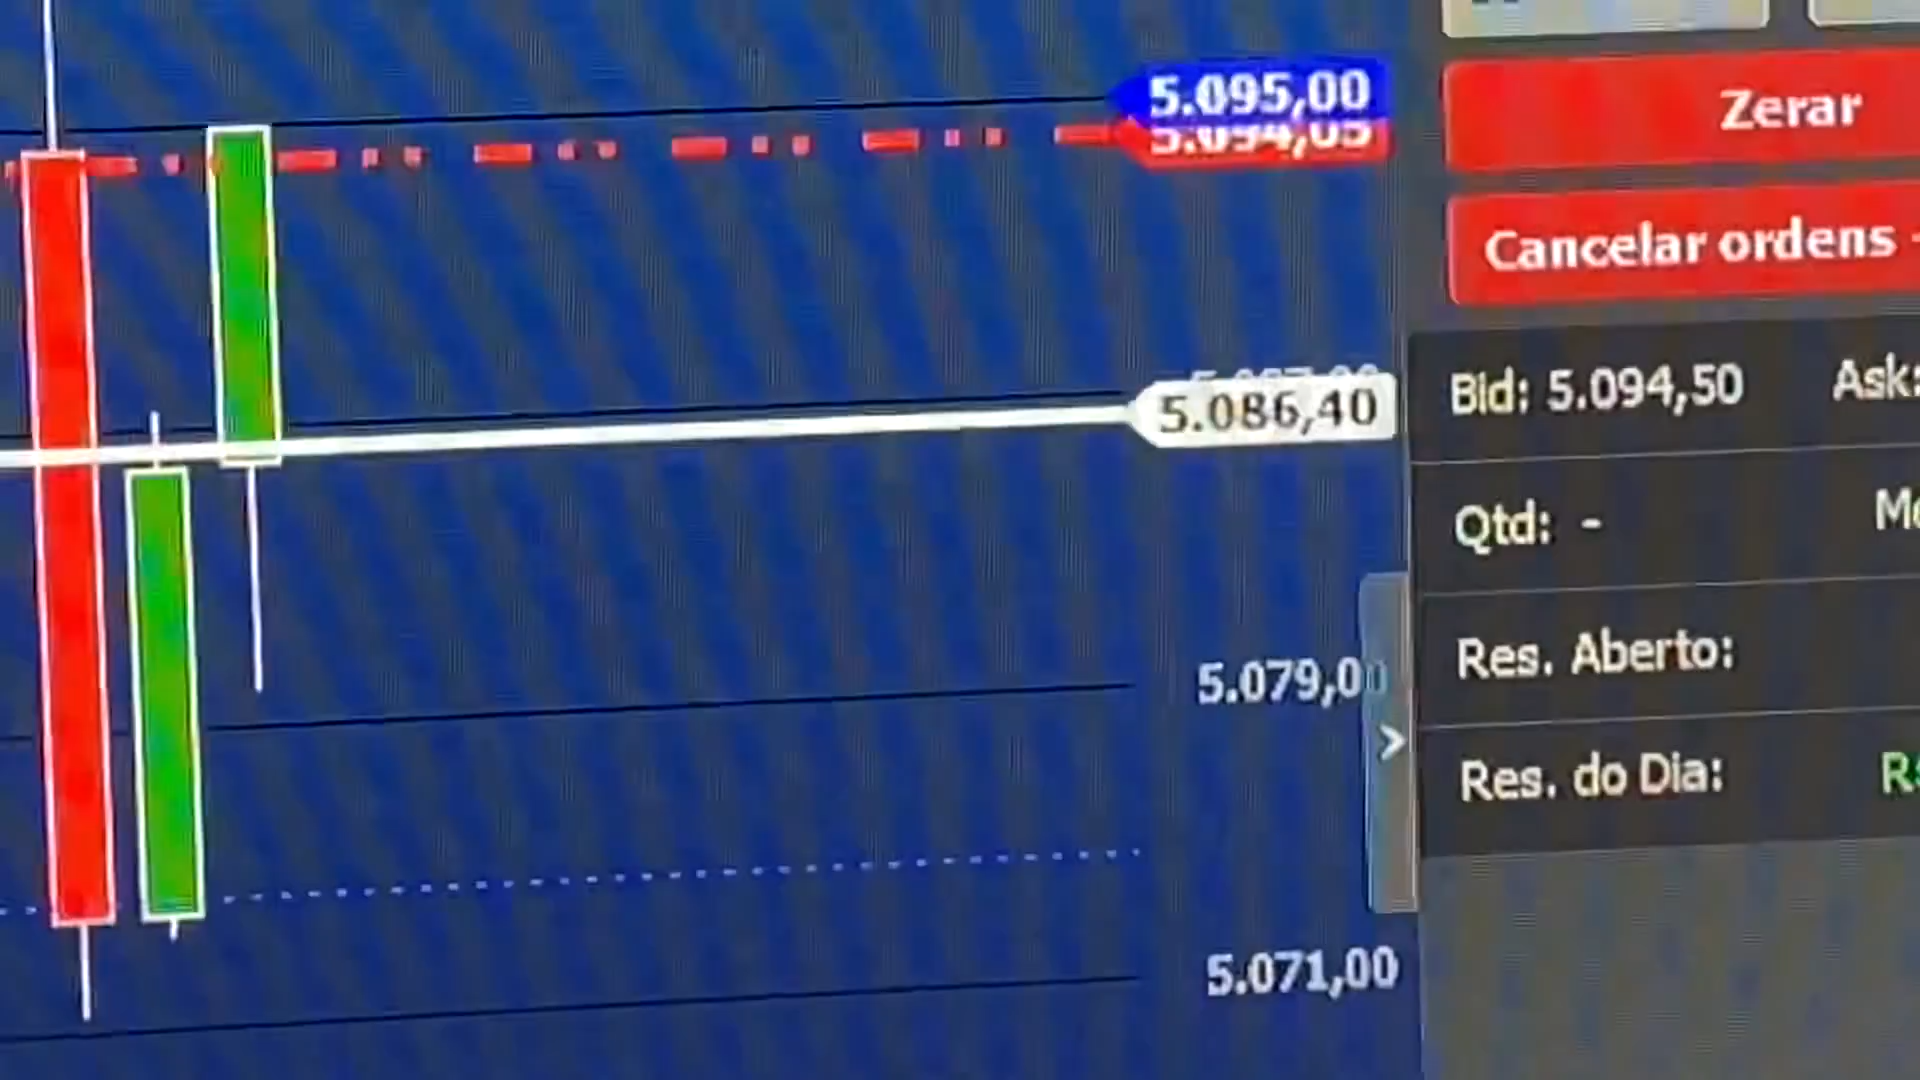 5.095,00
Zerar
Cancelar ordens -
Bid: 5.094,50 Ask:
5.086,40
Qtd: -
Res. Aberto:
5.079,00
Res. do Dia:
5.071,00